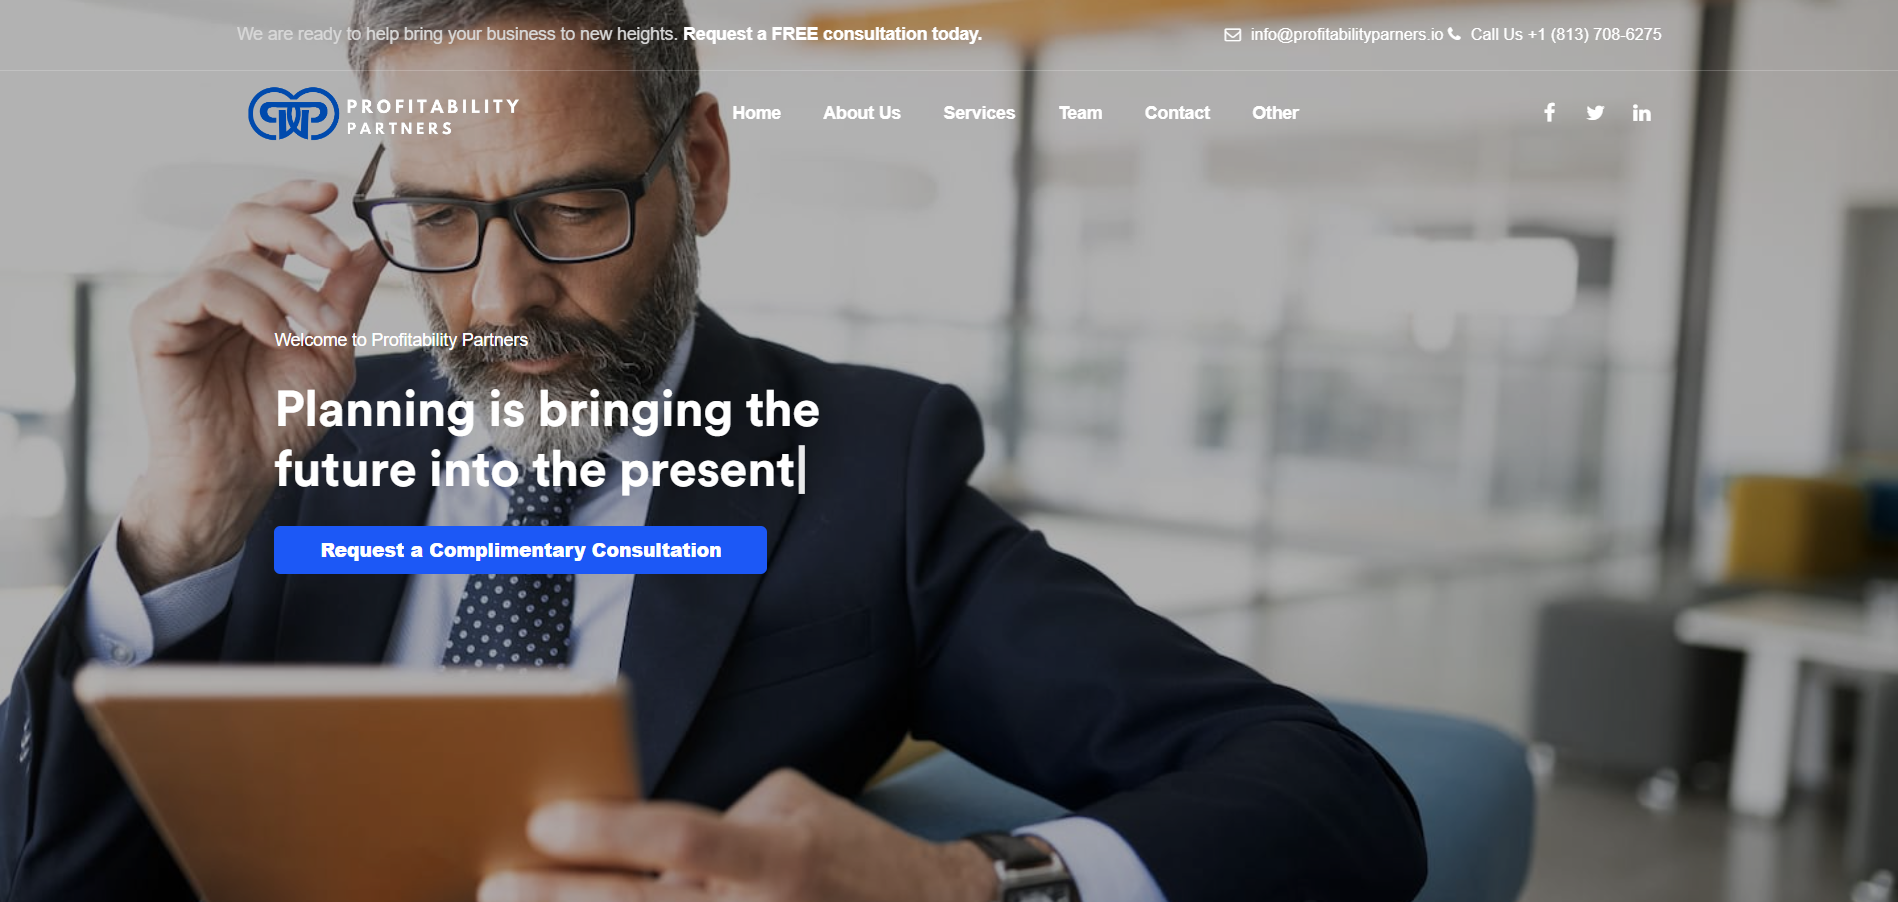 We are ready to help bring your business to new heights. Request a FREE consultation today.
info@profitabilityparners.io Call Us +1 (813) 708-6275
PROFITABILITY
PARTNERS
Home About Us Services Team Contact Other
Welcome to Profitability Partners
Planning is bringing the
future into the present
Request a Complimentary Consultation